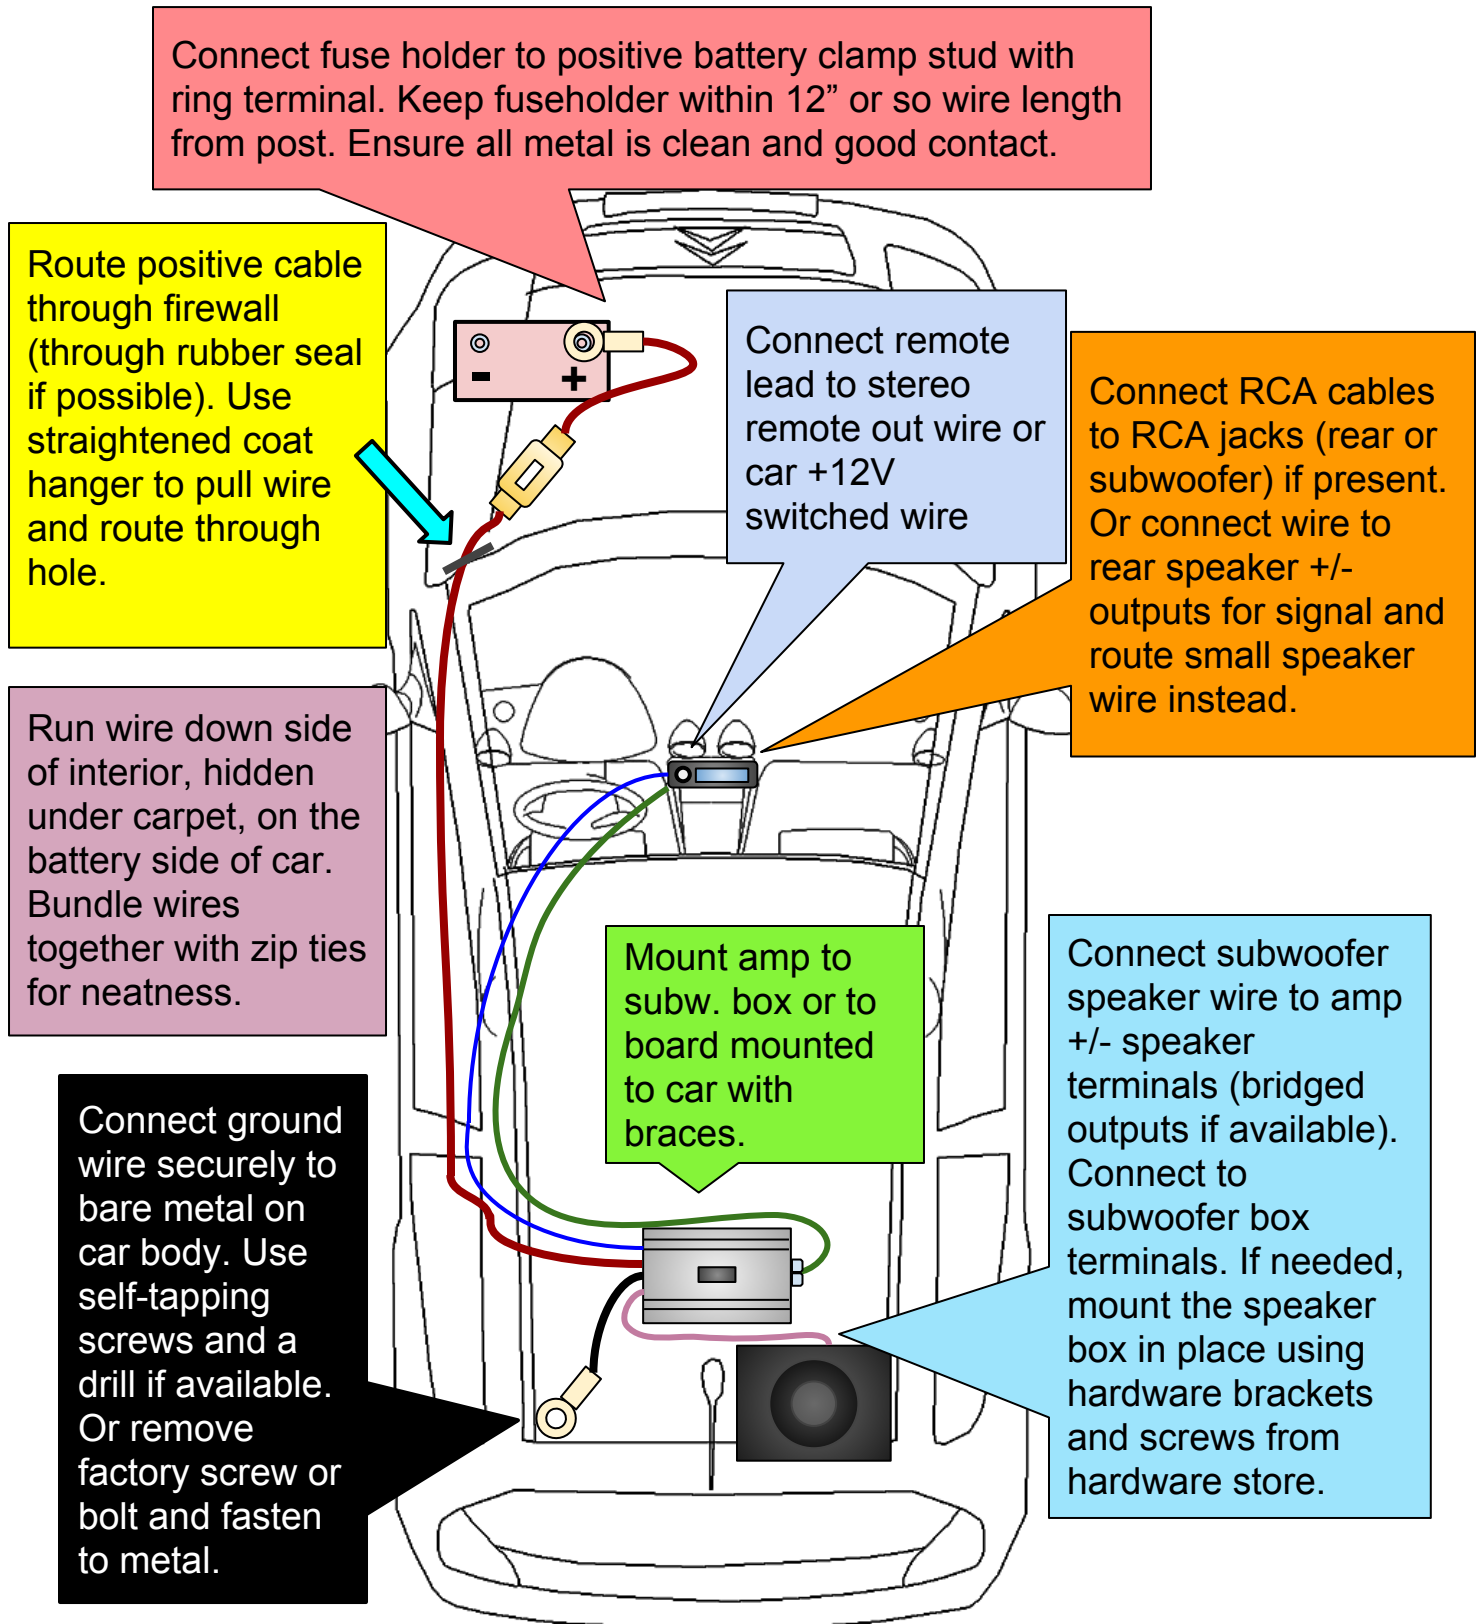 Connect fuse holder to positive battery clamp stud with
ring terminal. Keep fuseholder within 12” or so wire length
from post. Ensure all metal is clean and good contact.
Route positive cable
through firewall
(through rubber seal
if possible). Use
straightened coat
hanger to pull wire
and route through
hole.
Connect remote
lead to stereo
remote out wire or
car +12V
switched wire
Connect RCA cables
to RCA jacks (rear or
subwoofer) if present.
Or connect wire to
rear speaker +/-
outputs for signal and
route small speaker
wire instead.
- +
Run wire down side
of interior, hidden
under carpet, on the
battery side of car.
Bundle wires
together with zip ties
for neatness.
Mount amp to
subw. box or to
board mounted
to car with
braces.
Connect subwoofer
speaker wire to amp
+/- speaker
terminals (bridged
outputs if available).
Connect to
subwoofer box
terminals. If needed,
mount the speaker
box in place using
hardware brackets
and screws from
hardware store.
Connect ground
wire securely to
bare metal on
car body. Use
self-tapping
screws and a
drill if available.
Or remove
factory screw or
bolt and fasten
to metal.